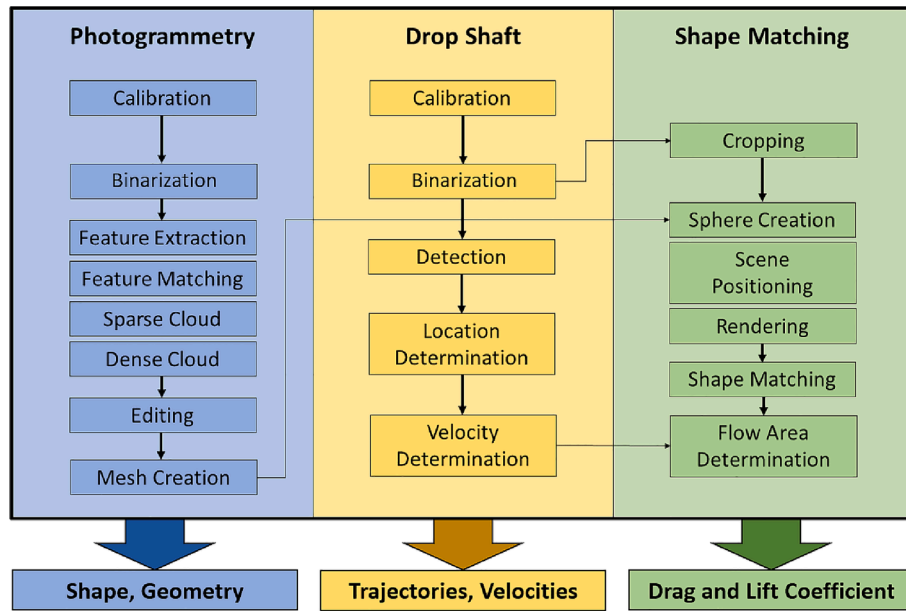 Photogrammetry
Calibration
Binarization
Feature Extraction
Feature Matching
Sparse Cloud
Dense Cloud
Editing
Mesh Creation
Shape, Geometry
Drop Shaft
Calibration
Binarization
Detection
Location
Determination
Velocity
Determination
Trajectories, Velocities
Shape Matching
Cropping
Sphere Creation
Scene
Positioning
Rendering
Shape Matching
Flow Area
Determination
Drag and Lift Coefficient